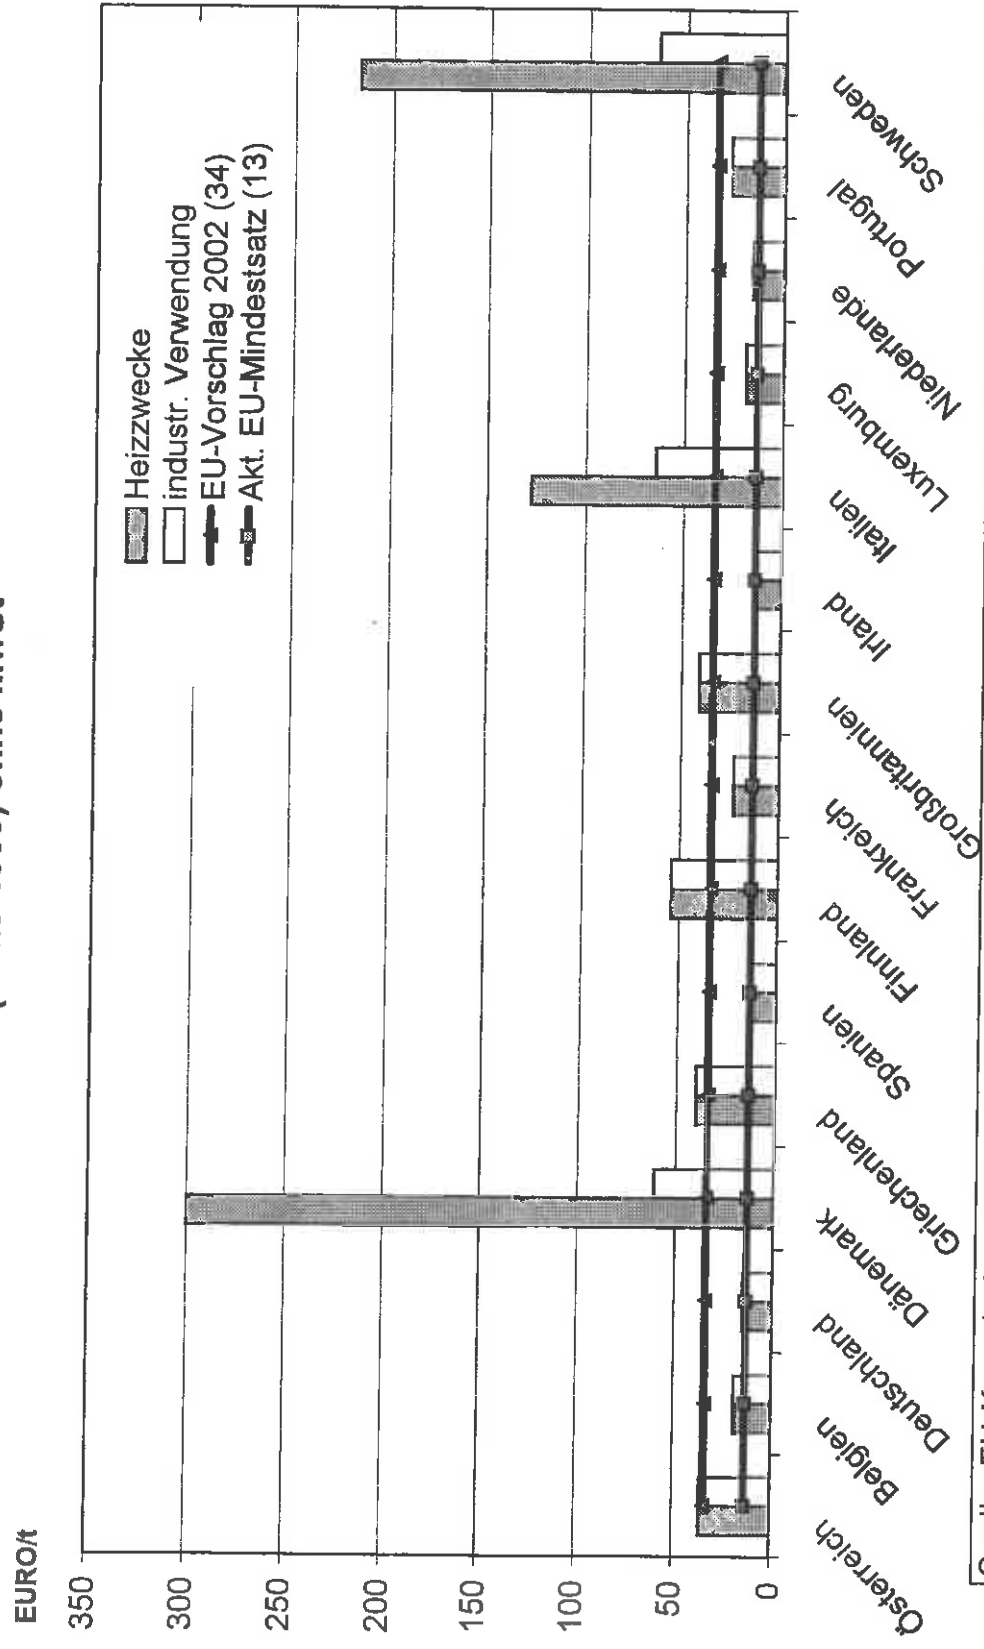 EURO/t
350
300
250
200
150
100
50
0
Heizzwecke
industr. Verwendung
EU-Vorschlag 2002 (34)
Akt. EU-Mindestsatz (13)
Österreich
Belgien
Deutschland
Dänemark
Griechenland
Spanien
Finnland
Frankreich
Großbritannien
Irland
Italien
Luxemburg
Niederlande
Portugal
Schweden